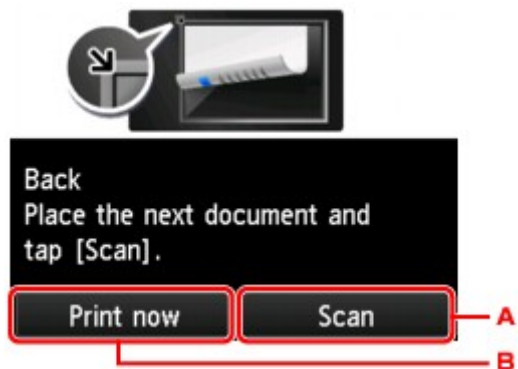 Back
Place the next document and
tap [Scan].
Print now Scan A
B